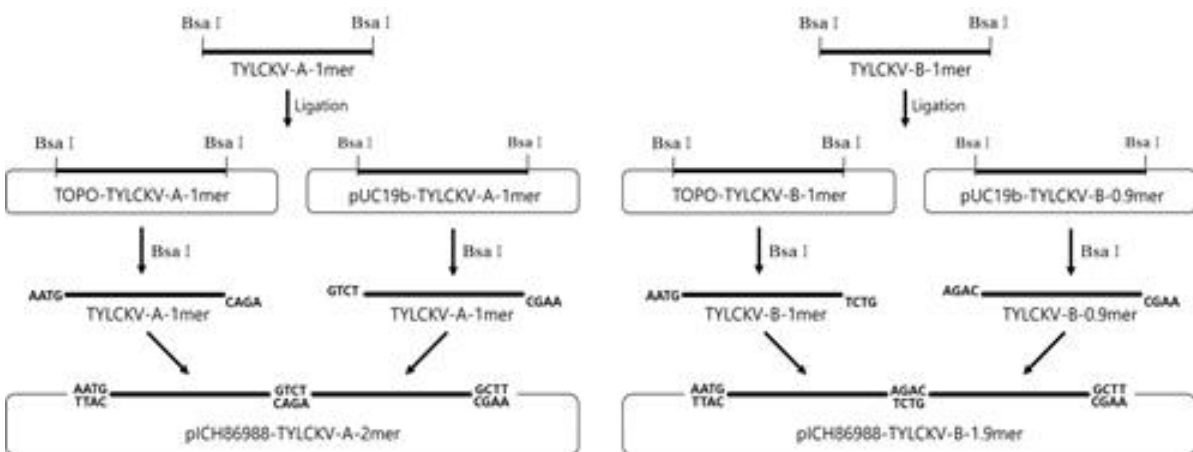 Bsa I Bsa I
TYLCKV-A-1mer
Ligation
Bsa I Bsa I Bsa I Bsa I
TOPO-TYLCKV-A-1mer pUC19b-TYLCKV-A-1mer
Bsa I Bsa I
AATG CAGA GTCT CGAA
TYLCKV-A-1mer TYLCKV-A-1mer
AATG GTCT GCTT
TTAC CAGA CGAA
pICH86988-TYLCKV-A-2mer
Bsa I Bsa I
TYLCKV-B-1mer
Ligation
Bsa I Bsa I Bsa I Bsa I
TOPO-TYLCKV-B-1mer pUC19b-TYLCKV-B-0.9mer
Bsa I Bsa I
AATG TCTG AGAC CGAA
TYLCKV-B-1mer TYLCKV-B-0.9mer
AATG AGAC GCTT
TTAC TCTG CGAA
pICH86988-TYLCKV-B-1.9mer